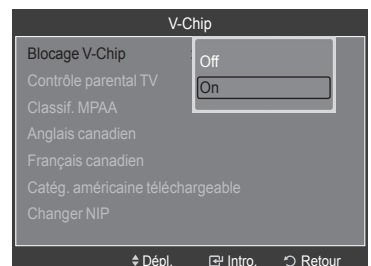 V-Chip
Blocage V-Chip :
Off
Contrôle parental TV
On
Classif. MPAA
Anglais canadien
Français canadien
Catég. américaine téléchargeable
Changer NIP
Dépl. Intro. Retour